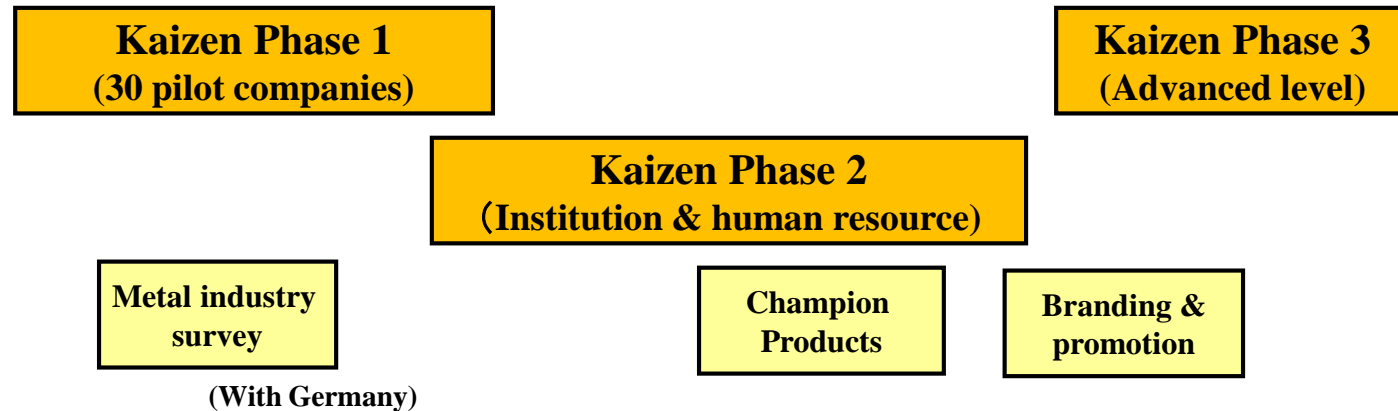 Kaizen Phase 1
(30 pilot companies)
Kaizen Phase 3
(Advanced level)
Kaizen Phase 2
（Institution & human resource)
Metal industry
survey
(With Germany)
Champion
Products
Branding &
promotion